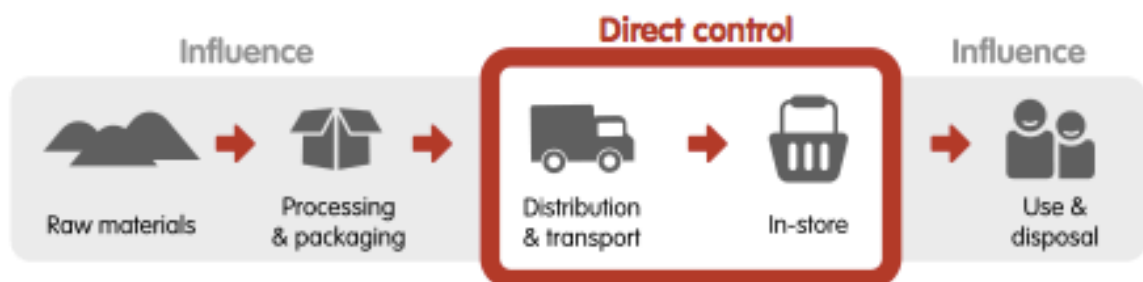 Influence
Direct control
Influence
Raw materials
Processing
& packaging
Distribution
& transport
In-store
Use &
disposal